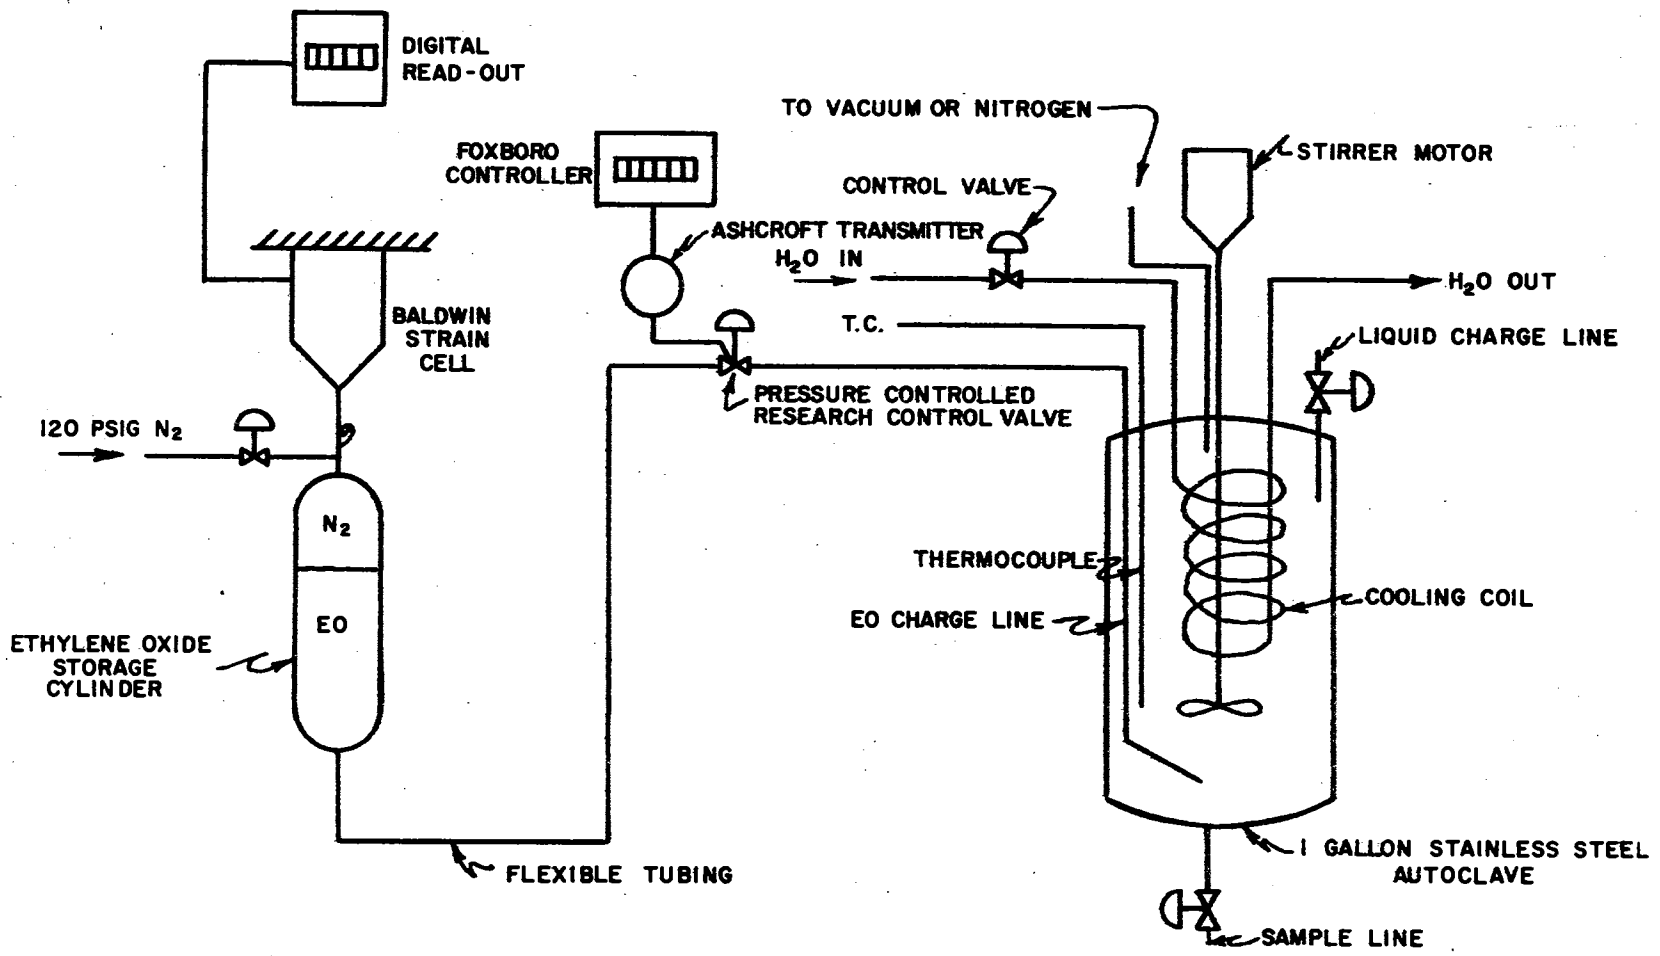 DIGITAL
READ-OUT
TO VACUUM OR NITROGEN
FOXBORO
CONTROLLER
STIRRER MOTOR
CONTROL VALVE
ASHCROFT TRANSMITTER
H₂O IN
H₂O OUT
BALDWIN
STRAIN
CELL
T.C.
LIQUID CHARGE LINE
PRESSURE CONTROLLED
RESEARCH CONTROL VALVE
120 PSIG N₂
N₂
THERMOCOUPLE
EO CHARGE LINE
COOLING COIL
EO
ETHYLENE OXIDE
STORAGE
CYLINDER
FLEXIBLE TUBING
1 GALLON STAINLESS STEEL
AUTOCLAVE
SAMPLE LINE